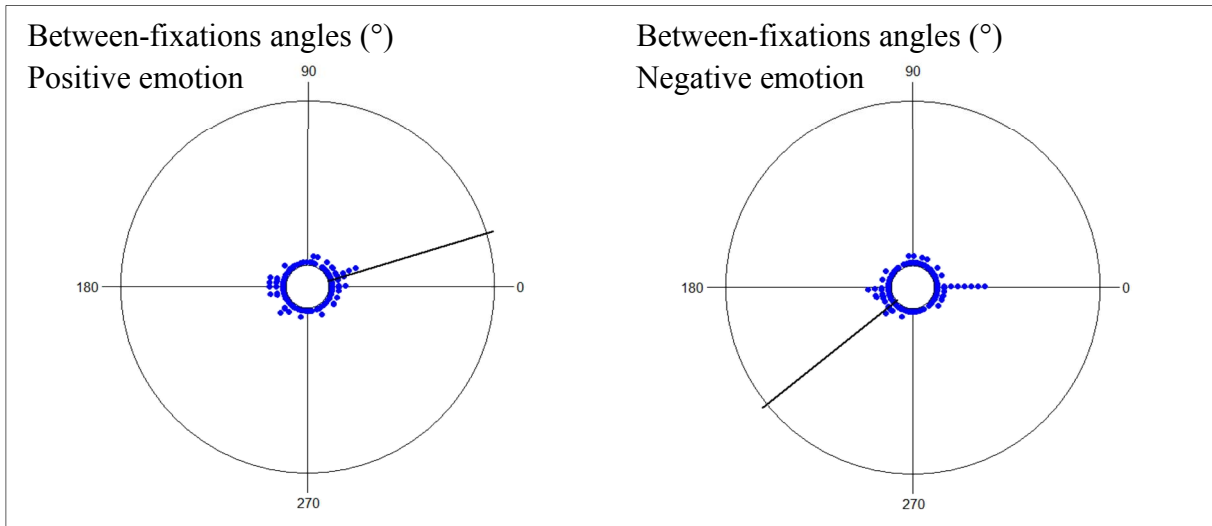 Between-fixations angles (°)
Positive emotion
90
180
0
270
Between-fixations angles (°)
Negative emotion
90
180
0
270